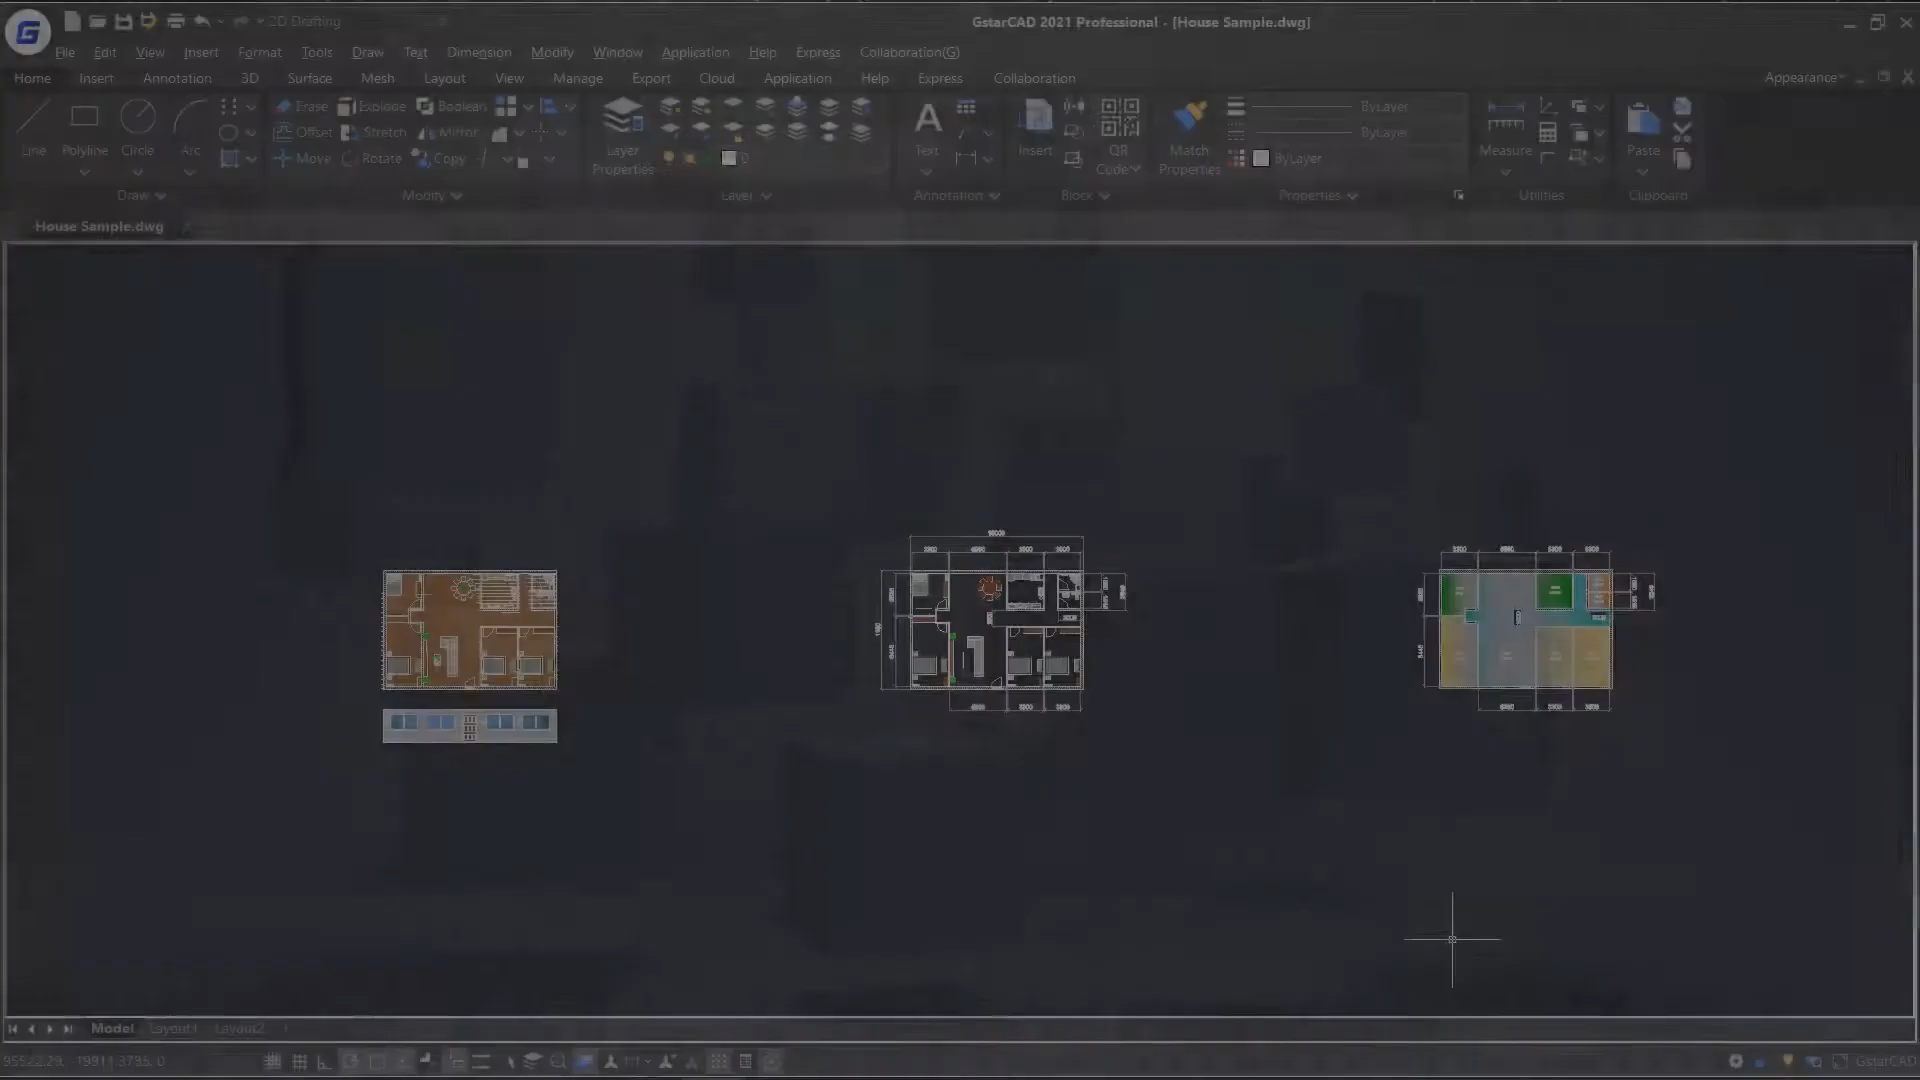 2D Drafting
GstarCAD 2021 Professional - [House Sample.dwg]
File Edit View Insert Format Tools Draw Text Dimension Modify Window Application Help Express Collaboration(G)
Home Insert Annotation 3D Surface Mesh Layout View Manage Export Cloud Application Help Express Collaboration Appearance
Erase Explode Boolean ByLayer
Offset Stretch Mirror ByLayer
Line Polyline Circle Arc Move Rotate Copy Layer Properties 0 Text Insert QR Code Match Properties ByLayer Measure Paste
Draw Modify Layer Annotation Block Properties Utilities Clipboard
House Sample.dwg
Model Layout1 Layout2
GstarCAD